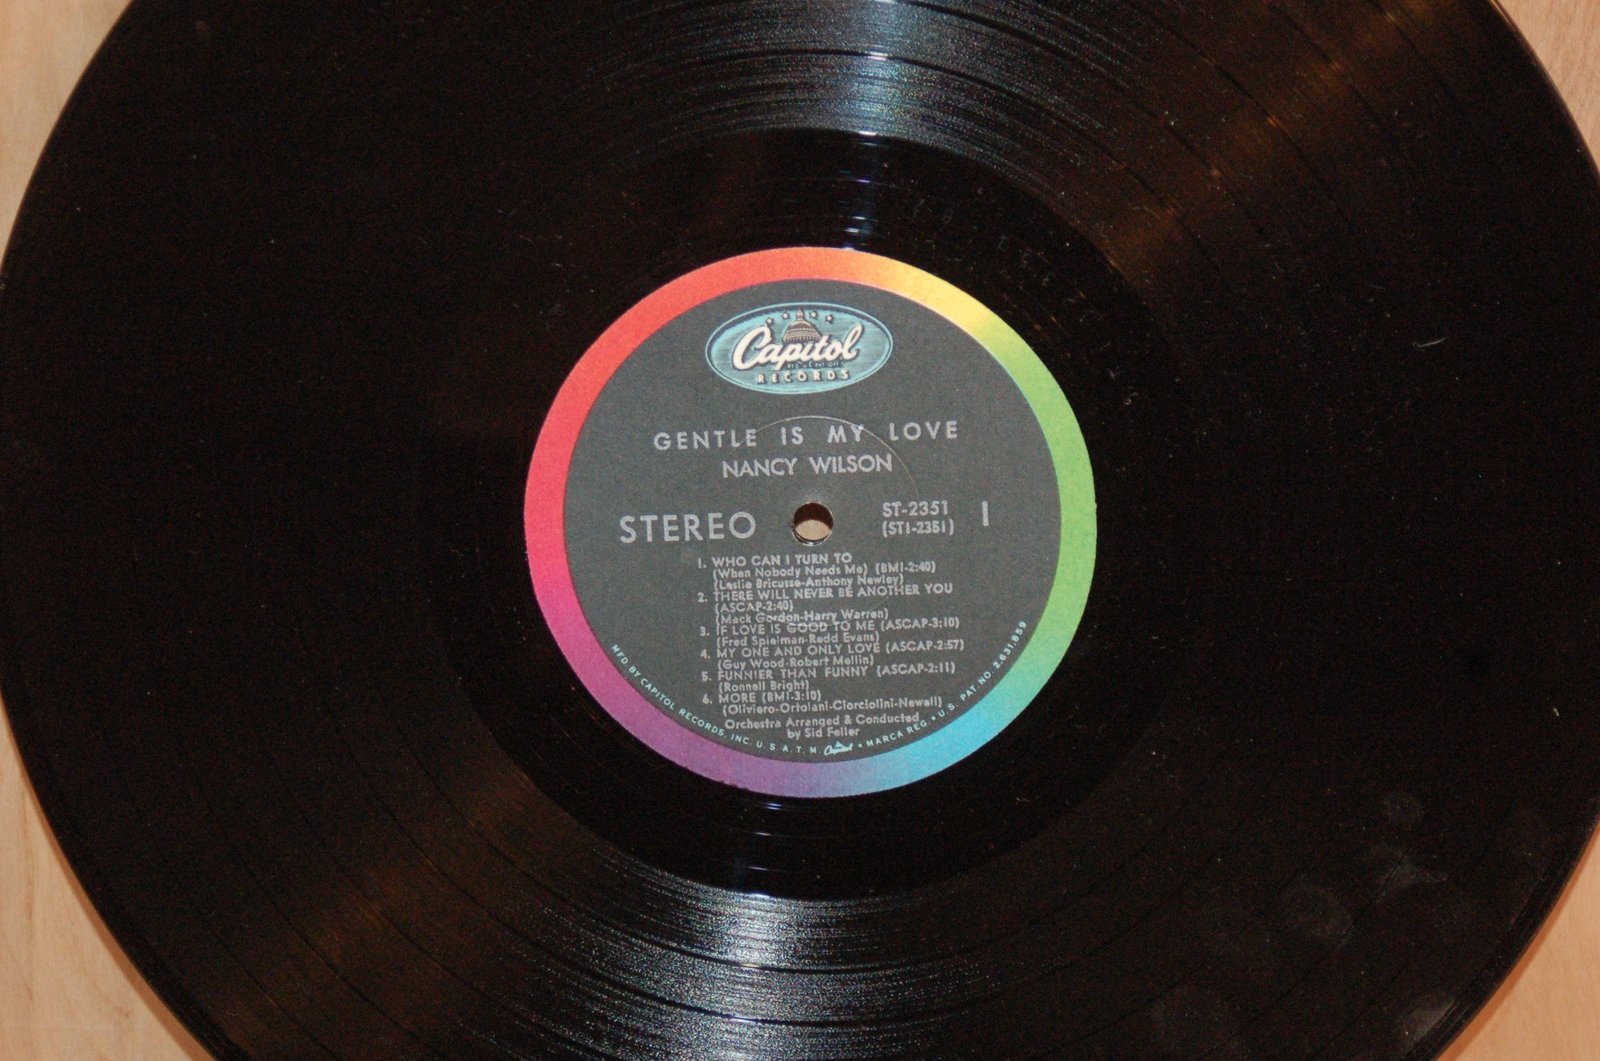 Capitol
REG. U.S. PAT. OFF.
RECORDS
GENTLE IS MY LOVE
NANCY WILSON
STEREO
ST-2351
(ST1-2351)
1
1. WHO CAN I TURN TO
(When Nobody Needs Me) (BMI-2:40)
(Leslie Bricusse-Anthony Newley)
2. THERE WILL NEVER BE ANOTHER YOU
(ASCAP-2:40)
(Mack Gordon-Harry Warren)
3. IF LOVE IS GOOD TO ME (ASCAP-3:10)
(Fred Spielman-Redd Evans)
4. MY ONE AND ONLY LOVE (ASCAP-2:57)
(Guy Wood-Robert Mellin)
5. FUNNIER THAN FUNNY (ASCAP-2:11)
(Ronnell Bright)
6. MORE (BMI-3:10)
(Oliviero-Ortolani-Ciorciolini-Newell)
Orchestra Arranged & Conducted
by Sid Feller
MFD. BY CAPITOL RECORDS, INC. U.S.A. T.M. Capitol • MARCA REG. • U.S. PAT. NO. 2,631,859